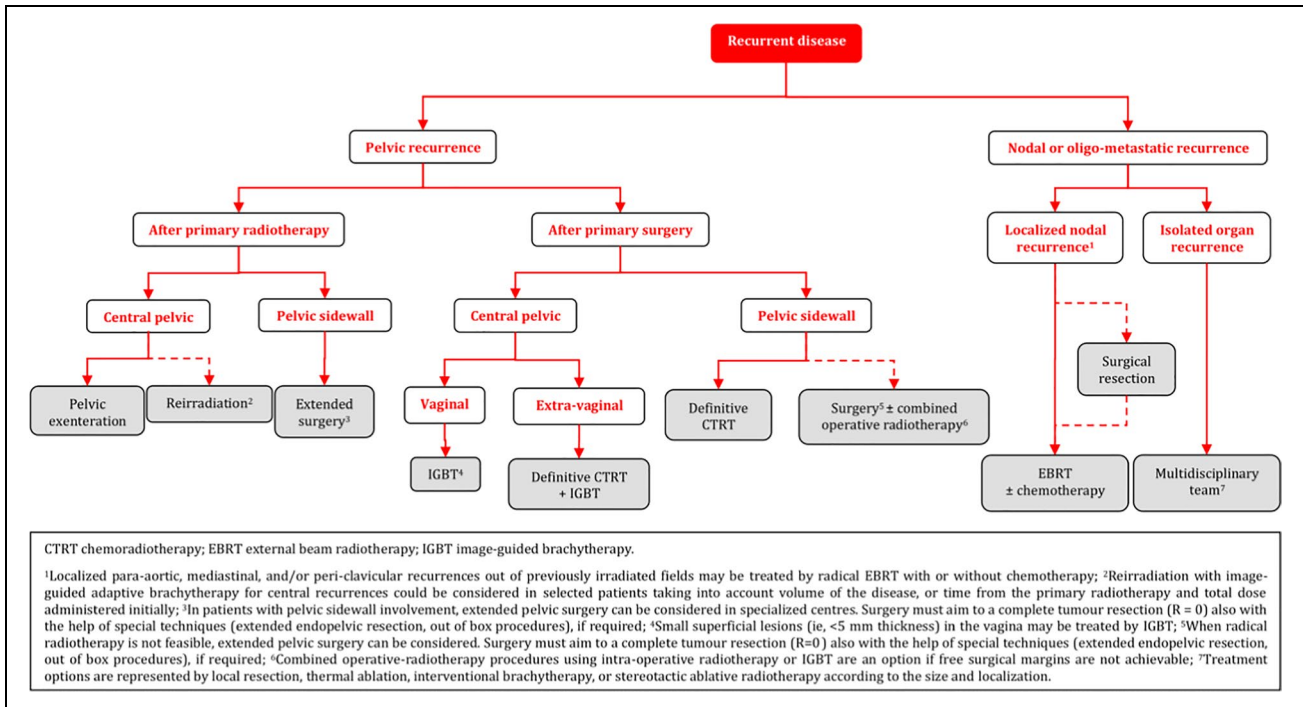 Recurrent disease
Pelvic recurrence
Nodal or oligo-metastatic recurrence
After primary radiotherapy
After primary surgery
Localized nodal
recurrence¹
Isolated organ
recurrence
Central pelvic
Pelvic sidewall
Central pelvic
Pelvic sidewall
Surgical
resection
Pelvic
exenteration
Reirradiation²
Extended
surgery³
Vaginal
Extra-vaginal
Definitive
CTRT
Surgery⁵ ± combined
operative radiotherapy⁶
IGBT⁴
Definitive CTRT
+ IGBT
EBRT
± chemotherapy
Multidisciplinary
team⁷
CTRT chemoradiotherapy; EBRT external beam radiotherapy; IGBT image-guided brachytherapy.
¹Localized para-aortic, mediastinal, and/or peri-clavicular recurrences out of previously irradiated fields may be treated by radical EBRT with or without chemotherapy; ²Reirradiation with image-
guided adaptive brachytherapy for central recurrences could be considered in selected patients taking into account volume of the disease, or time from the primary radiotherapy and total dose
administered initially; ³In patients with pelvic sidewall involvement, extended pelvic surgery can be considered in specialized centres. Surgery must aim to a complete tumour resection (R = 0) also with
the help of special techniques (extended endopelvic resection, out of box procedures), if required; ⁴Small superficial lesions (ie, <5 mm thickness) in the vagina may be treated by IGBT; ⁵When radical
radiotherapy is not feasible, extended pelvic surgery can be considered. Surgery must aim to a complete tumour resection (R=0) also with the help of special techniques (extended endopelvic resection,
out of box procedures), if required; ⁶Combined operative-radiotherapy procedures using intra-operative radiotherapy or IGBT are an option if free surgical margins are not achievable; ⁷Treatment
options are represented by local resection, thermal ablation, interventional brachytherapy, or stereotactic ablative radiotherapy according to the size and localization.